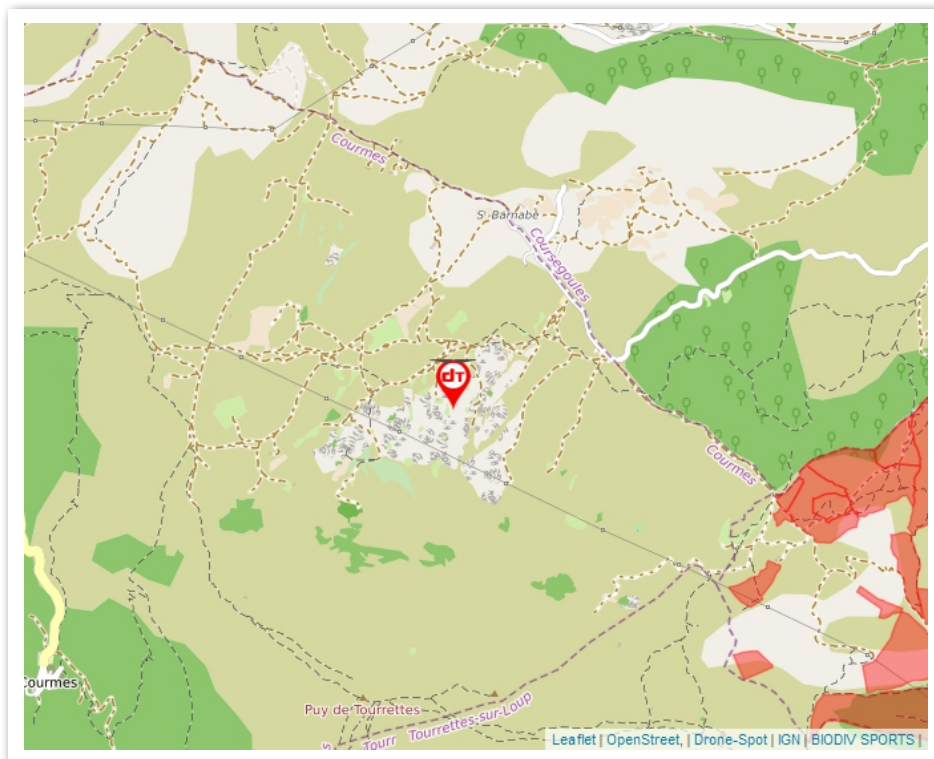 Courmes
St-Barnabé
Coursegoules
dT
Courmes
Courmes
Puy de Tourrettes
Tourrettes-sur-Loup
s
Tourr
Leaflet | OpenStreet, | Drone-Spot | IGN | BIODIV SPORTS |